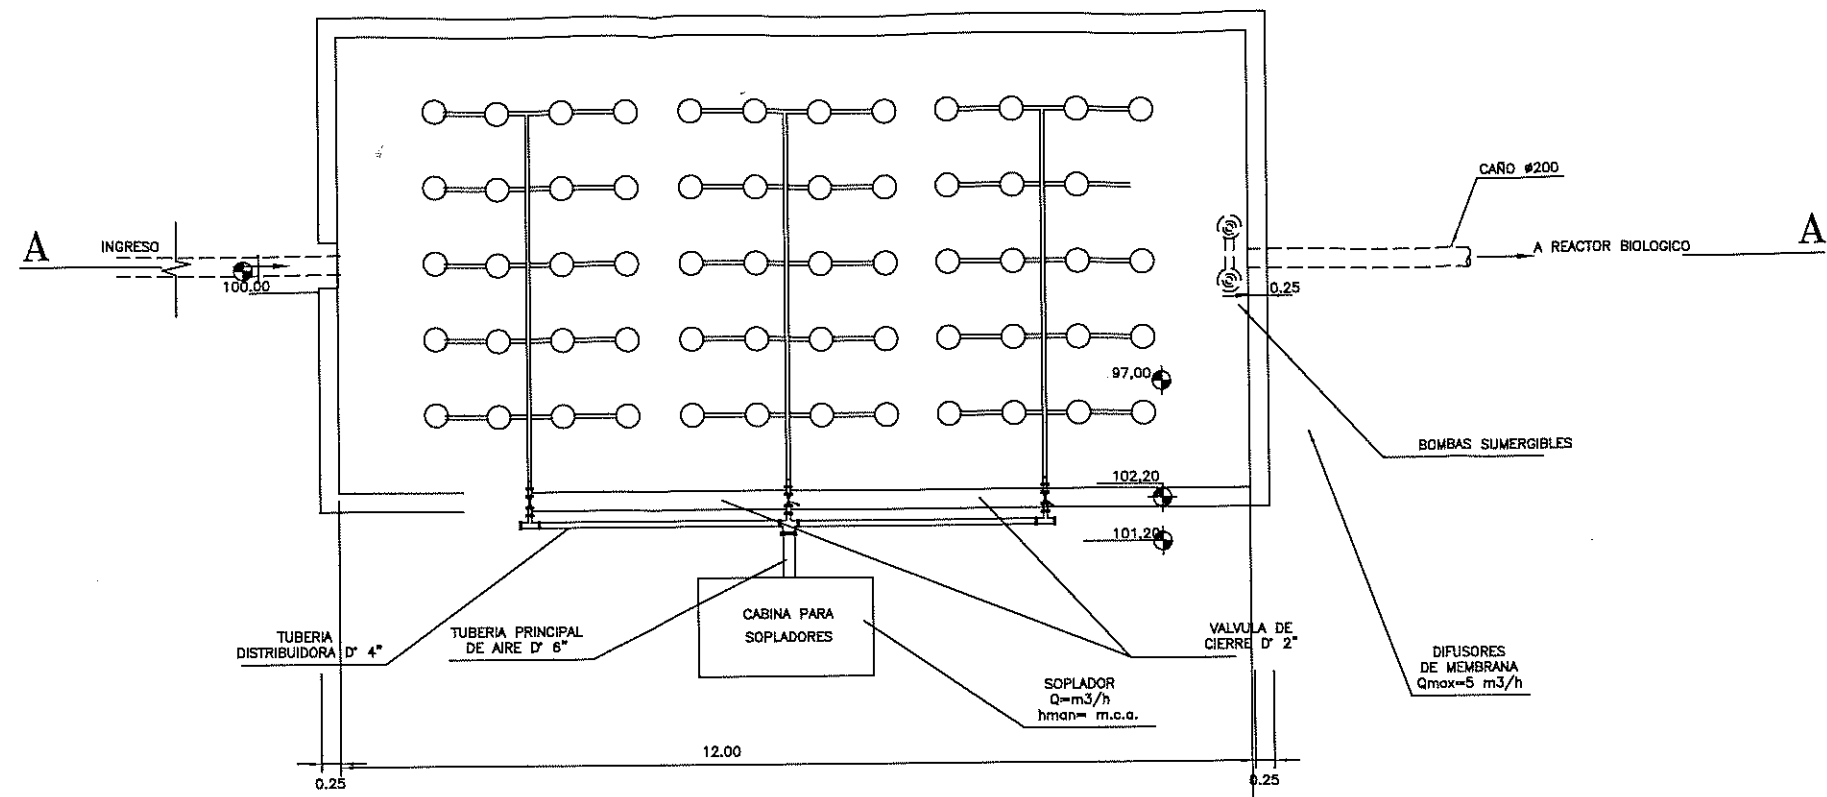 CAÑO ø200
A
INGRESO
A REACTOR BIOLOGICO
A
100.00
0.25
97,00
BOMBAS SUMERGIBLES
102,20
101,20
CABINA PARA
SOPLADORES
TUBERIA
DISTRIBUIDORA D° 4"
TUBERIA PRINCIPAL
DE AIRE D° 6"
VALVULA DE
CIERRE D° 2"
DIFUSORES
DE MEMBRANA
Qmax=5 m3/h
SOPLADOR
Q=m3/h
hman= m.c.a.
12.00
0.25
0.25